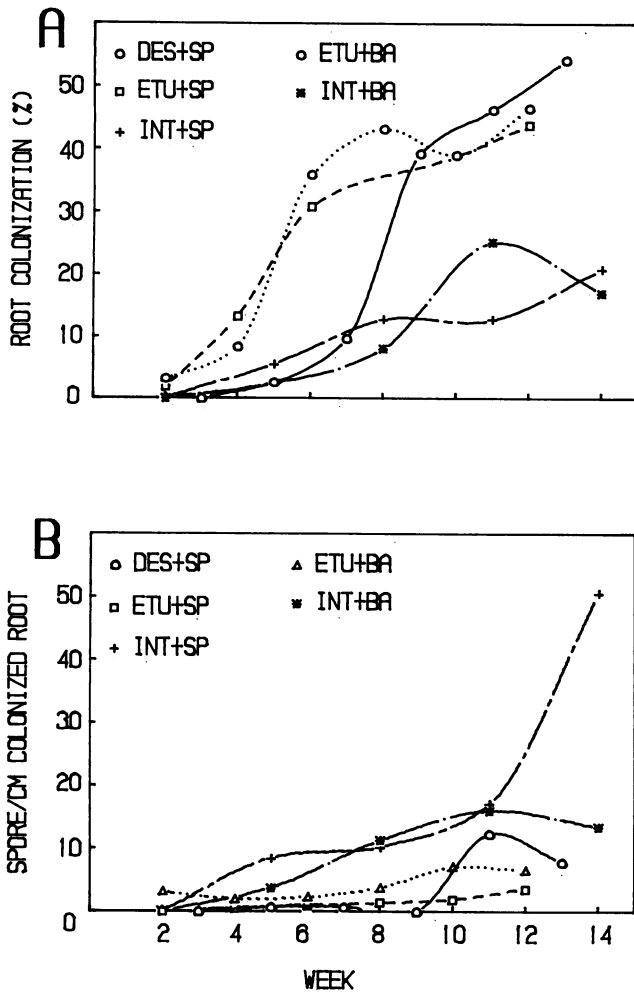 A
DES+SP
ETU+BA
ETU+SP
INT+BA
INT+SP
ROOT COLONIZATION (%)
50
40
30
20
10
0
B
DES+SP
ETU+BA
ETU+SP
INT+BA
INT+SP
SPORE/CM COLONIZED ROOT
50
40
30
20
10
0
2 4 6 8 10 12 14
WEEK